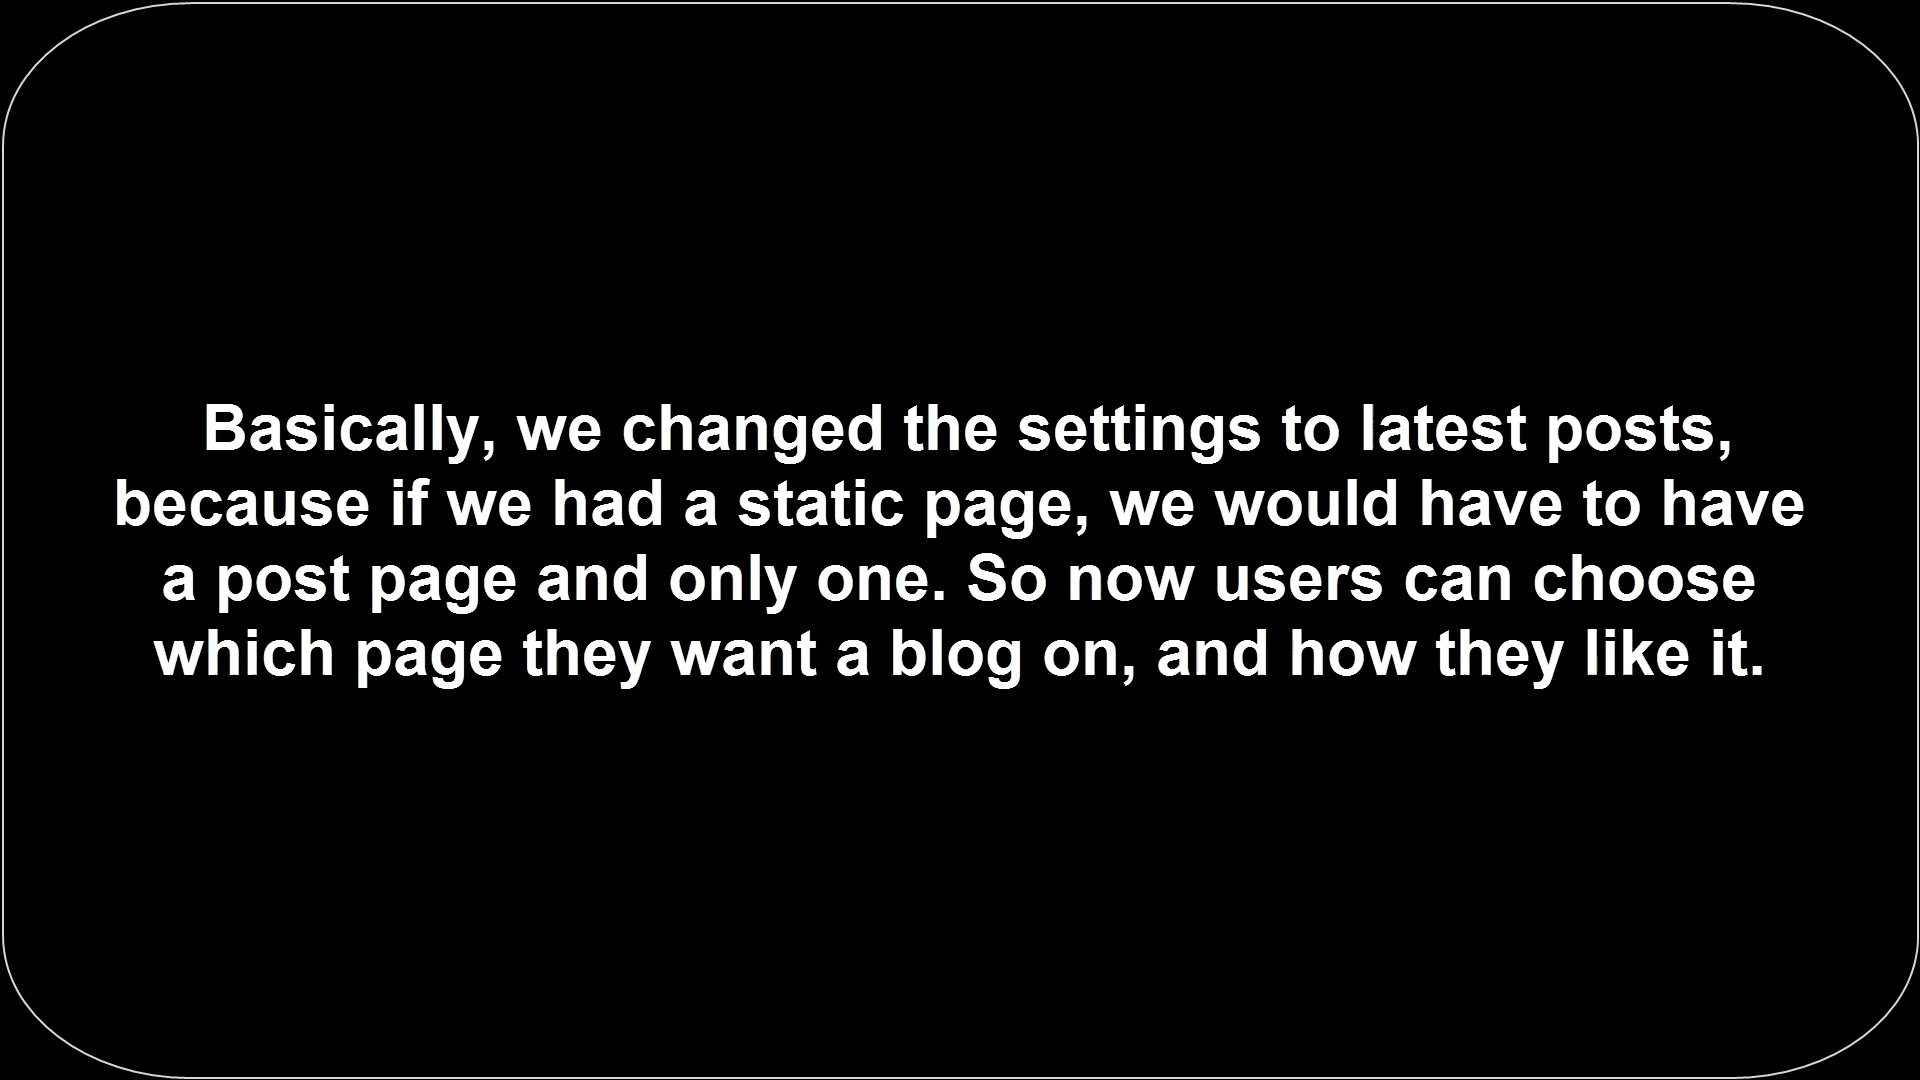 Basically, we changed the settings to latest posts,
because if we had a static page, we would have to have
a post page and only one. So now users can choose
which page they want a blog on, and how they like it.